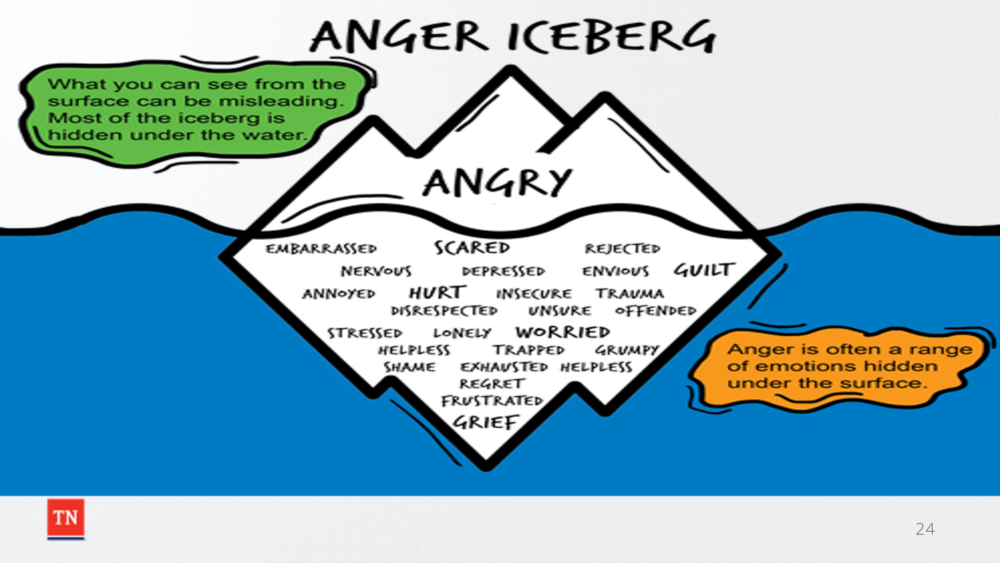 ANGER ICEBERG
What you can see from the
surface can be misleading.
Most of the iceberg is
hidden under the water.
ANGRY
EMBARRASSED SCARED REJECTED
NERVOUS DEPRESSED ENVIOUS GUILT
ANNOYED HURT INSECURE TRAUMA
DISRESPECTED UNSURE OFFENDED
STRESSED LONELY WORRIED
HELPLESS TRAPPED GRUMPY
SHAME EXHAUSTED HELPLESS
REGRET
FRUSTRATED
GRIEF
Anger is often a range
of emotions hidden
under the surface.
TN
24